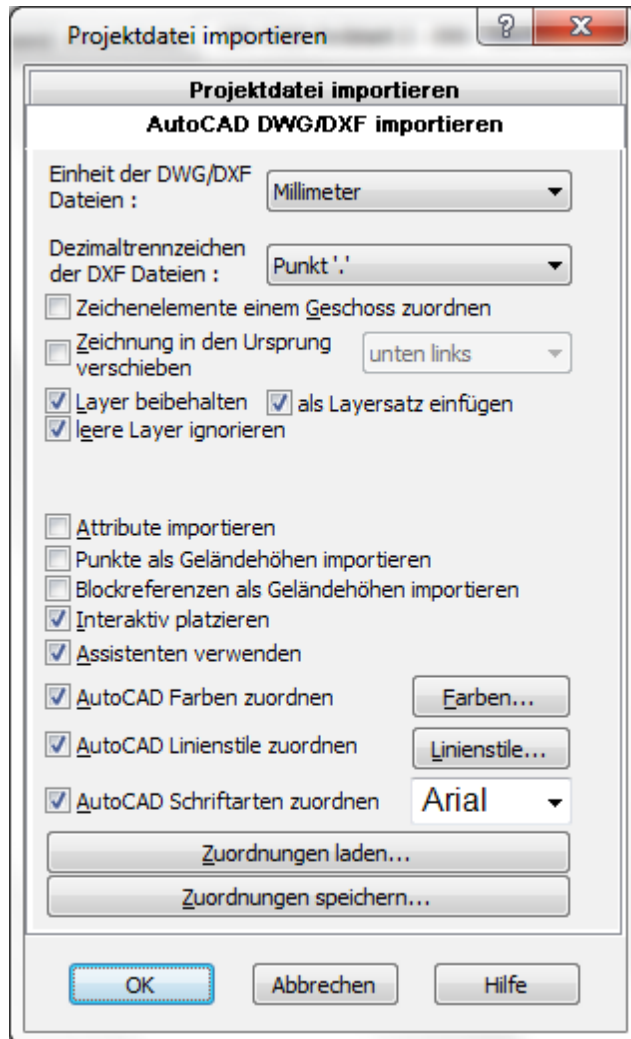 Projektdatei importieren
Projektdatei importieren
AutoCAD DWG/DXF importieren
Einheit der DWG/DXF
Dateien :
Millimeter
Dezimaltrennzeichen
der DXF Dateien :
Punkt '.'
Zeichenelemente einem Geschoss zuordnen
Zeichnung in den Ursprung
verschieben
unten links
Layer beibehalten
als Layersatz einfügen
leere Layer ignorieren
Attribute importieren
Punkte als Geländehöhen importieren
Blockreferenzen als Geländehöhen importieren
Interaktiv platzieren
Assistenten verwenden
AutoCAD Farben zuordnen
Farben...
AutoCAD Linienstile zuordnen
Linienstile...
AutoCAD Schriftarten zuordnen
Arial
Zuordnungen laden...
Zuordnungen speichern...
OK
Abbrechen
Hilfe